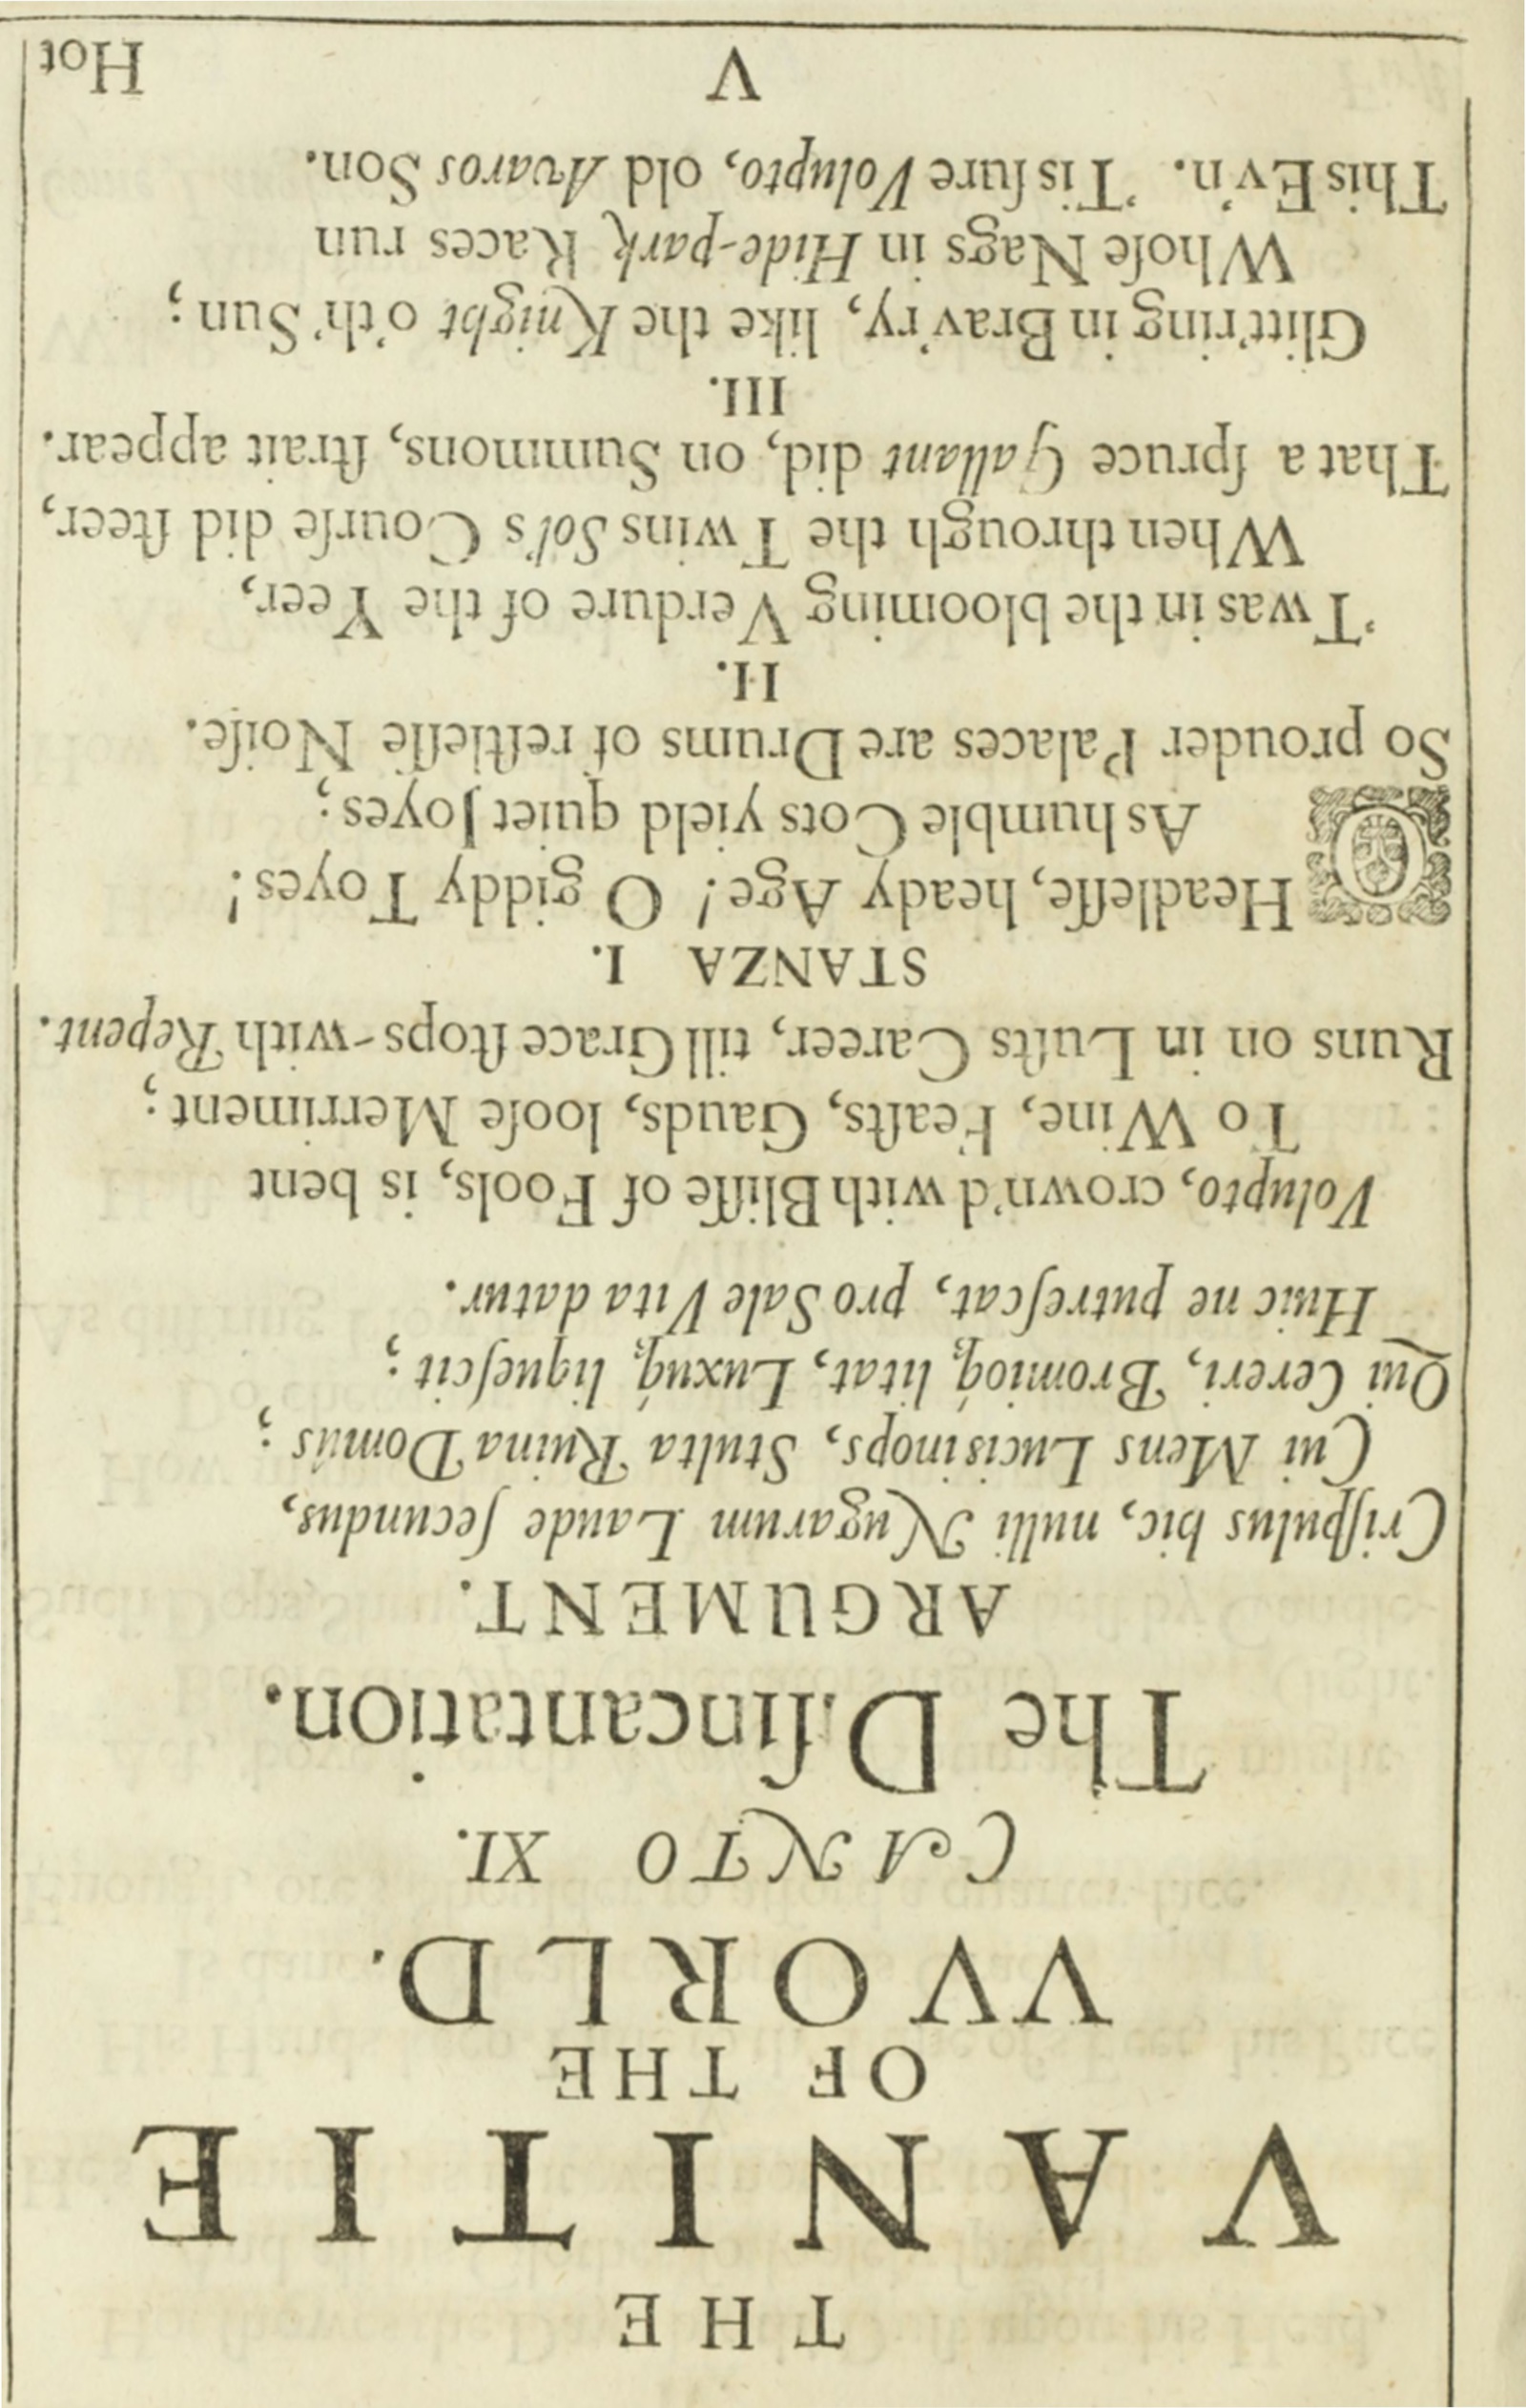 THE
VANITIE
OF THE
VVORLD.
CANTO XI.
The Disincantation.
ARGUMENT.
Criſpulus hic, nulli Nugarum Laude ſecundus,
Cui Mens Lucis inops, Stulta Ruina Domûs;
Qui Cereri, Bromioq́; litat, Luxuq́; liqueſcit;
Huic ne putreſcat, pro Sale Vita datur.
Volupto, crown'd with Bliſſe of Fools, is bent
To Wine, Feaſts, Gauds, looſe Merriment;
Runs on in Luſts Career, till Grace ſtops-with Repent.
STANZA I.
O Headleſſe, heady Age! O giddy Toyes!
As humble Cots yield quiet Joyes;
So prouder Palaces are Drums of reſtleſſe Noiſe.
II.
'Twas in the blooming Verdure of the Yeer,
When through the Twins Sol's Courſe did ſteer,
That a ſpruce Gallant did, on Summons, ſtrait appear.
III.
Glitt'ring in Brav'ry, like the Knight o'th' Sun;
Whoſe Nags in Hide-park Races run
This Ev'n. 'Tis ſure Volupto, old Avaros Son.
V
Hot